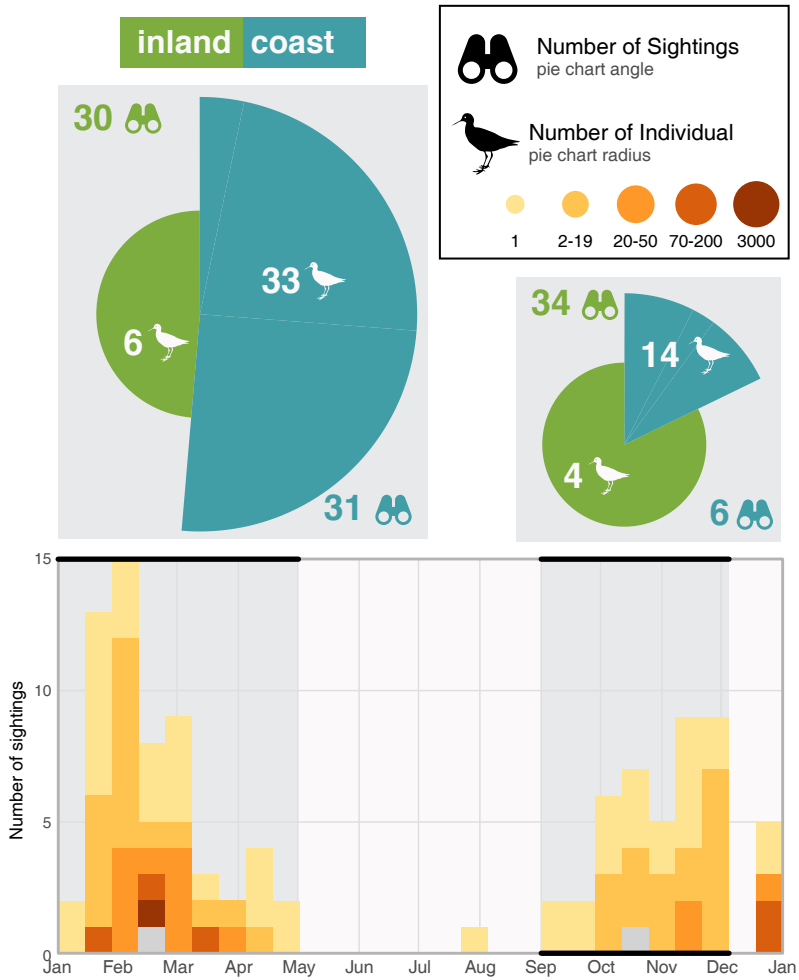 inland coast
Number of Sightings
pie chart angle
Number of Individual
pie chart radius
1 2-19 20-50 70-200 3000
30
33
6
31
34
14
4
6
Number of sightings
15
10
5
0
Jan Feb Mar Apr May Jun Jul Aug Sep Oct Nov Dec Jan